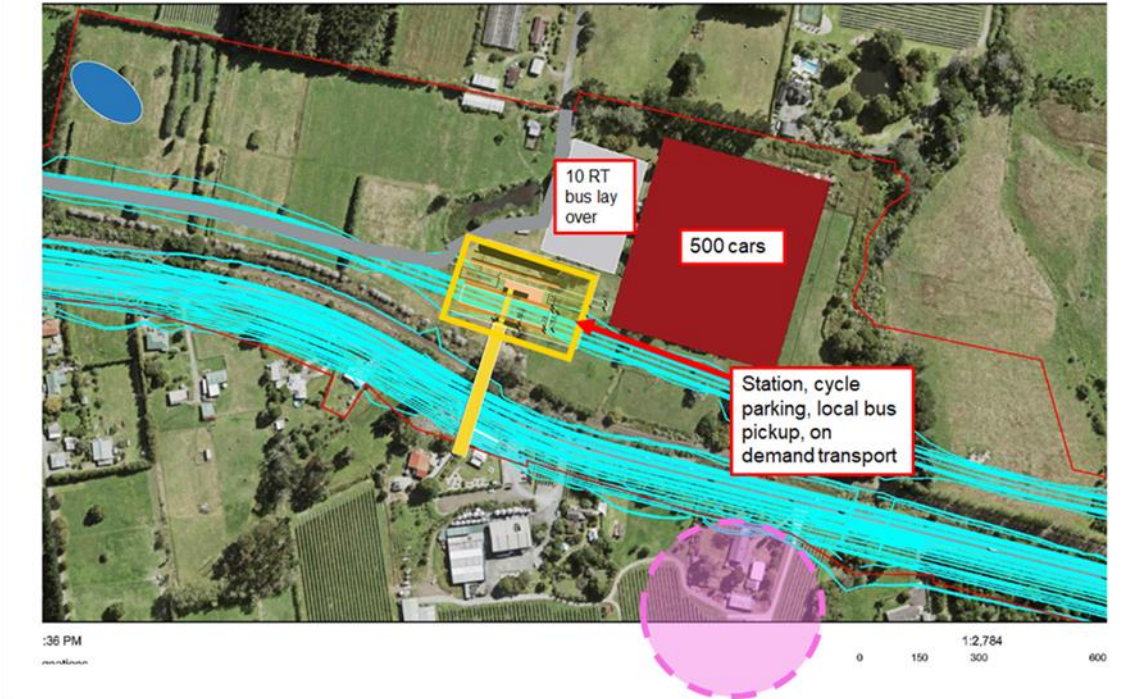 10 RT
bus lay
over
500 cars
Station, cycle
parking, local bus
pickup, on
demand transport
:36 PM
1:2,784
0 150 300 600